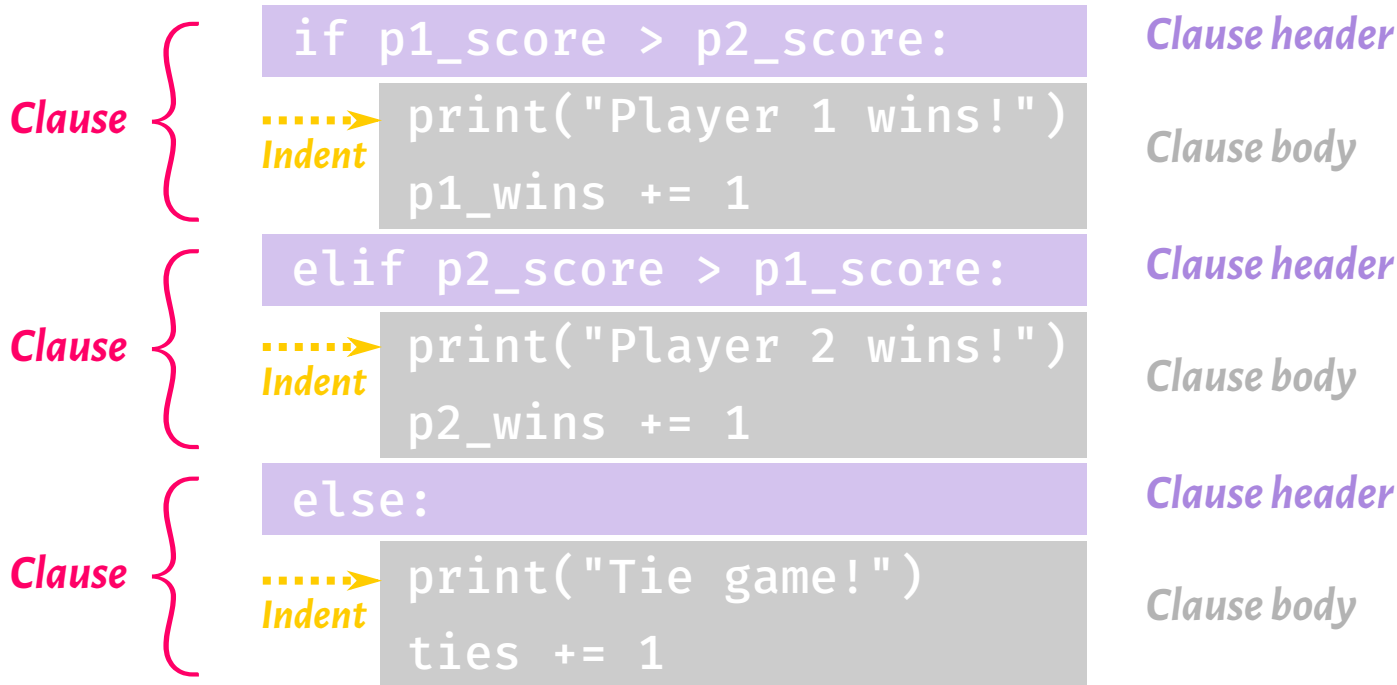 if p1_score > p2_score:
Clause header
Clause
Indent
print("Player 1 wins!")
p1_wins += 1
Clause body
elif p2_score > p1_score:
Clause header
Clause
Indent
print("Player 2 wins!")
p2_wins += 1
Clause body
else:
Clause header
Clause
Indent
print("Tie game!")
ties += 1
Clause body